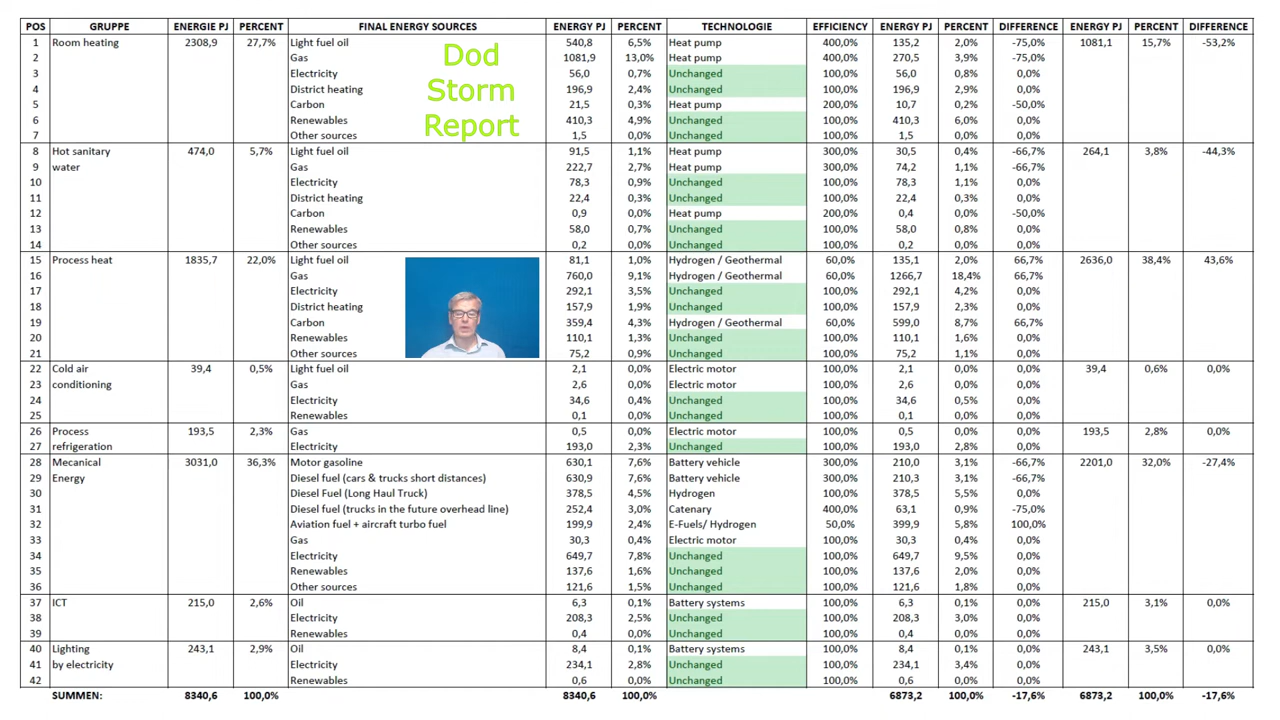 POS GRUPPE ENERGIE PJ PERCENT FINAL ENERGY SOURCES ENERGY PJ PERCENT TECHNOLOGIE EFFICIENCY ENERGY PJ PERCENT DIFFERENCE ENERGY PJ PERCENT DIFFERENCE
1 Room heating 2308,9 27,7% Light fuel oil 540,8 6,5% Heat pump 400,0% 135,2 2,0% -75,0% 1081,1 15,7% -53,2%
2 Gas 1081,9 13,0% Heat pump 400,0% 270,5 3,9% -75,0%
3 Electricity 56,0 0,7% Unchanged 100,0% 56,0 0,8% 0,0%
4 District heating 196,9 2,4% Unchanged 100,0% 196,9 2,9% 0,0%
5 Carbon 21,5 0,3% Heat pump 200,0% 10,7 0,2% -50,0%
6 Renewables 410,3 4,9% Unchanged 100,0% 410,3 6,0% 0,0%
7 Other sources 1,5 0,0% Unchanged 100,0% 1,5 0,0% 0,0%
Dod
Storm
Report
8 Hot sanitary 474,0 5,7% Light fuel oil 91,5 1,1% Heat pump 300,0% 30,5 0,4% -66,7% 264,1 3,8% -44,3%
9 water Gas 222,7 2,7% Heat pump 300,0% 74,2 1,1% -66,7%
10 Electricity 78,3 0,9% Unchanged 100,0% 78,3 1,1% 0,0%
11 District heating 22,4 0,3% Unchanged 100,0% 22,4 0,3% 0,0%
12 Carbon 0,9 0,0% Heat pump 200,0% 0,4 0,0% -50,0%
13 Renewables 58,0 0,7% Unchanged 100,0% 58,0 0,8% 0,0%
14 Other sources 0,2 0,0% Unchanged 100,0% 0,2 0,0% 0,0%
15 Process heat 1835,7 22,0% Light fuel oil 81,1 1,0% Hydrogen / Geothermal 60,0% 135,1 2,0% 66,7% 2636,0 38,4% 43,6%
16 Gas 760,0 9,1% Hydrogen / Geothermal 60,0% 1266,7 18,4% 66,7%
17 Electricity 292,1 3,5% Unchanged 100,0% 292,1 4,2% 0,0%
18 District heating 157,9 1,9% Unchanged 100,0% 157,9 2,3% 0,0%
19 Carbon 359,4 4,3% Hydrogen / Geothermal 60,0% 599,0 8,7% 66,7%
20 Renewables 110,1 1,3% Unchanged 100,0% 110,1 1,6% 0,0%
21 Other sources 75,2 0,9% Unchanged 100,0% 75,2 1,1% 0,0%
22 Cold air 39,4 0,5% Light fuel oil 2,1 0,0% Electric motor 100,0% 2,1 0,0% 0,0% 39,4 0,6% 0,0%
23 conditioning Gas 2,6 0,0% Electric motor 100,0% 2,6 0,0% 0,0%
24 Electricity 34,6 0,4% Unchanged 100,0% 34,6 0,5% 0,0%
25 Renewables 0,1 0,0% Unchanged 100,0% 0,1 0,0% 0,0%
26 Process 193,5 2,3% Gas 0,5 0,0% Electric motor 100,0% 0,5 0,0% 0,0% 193,5 2,8% 0,0%
27 refrigeration Electricity 193,0 2,3% Unchanged 100,0% 193,0 2,8% 0,0%
28 Mecanical 3031,0 36,3% Motor gasoline 630,1 7,6% Battery vehicle 300,0% 210,0 3,1% -66,7% 2201,0 32,0% -27,4%
29 Energy Diesel fuel (cars & trucks short distances) 630,9 7,6% Battery vehicle 300,0% 210,3 3,1% -66,7%
30 Diesel Fuel (Long Haul Truck) 378,5 4,5% Hydrogen 100,0% 378,5 5,5% 0,0%
31 Diesel fuel (trucks in the future overhead line) 252,4 3,0% Catenary 400,0% 63,1 0,9% -75,0%
32 Aviation fuel + aircraft turbo fuel 199,9 2,4% E-Fuels/ Hydrogen 50,0% 399,9 5,8% 100,0%
33 Gas 30,3 0,4% Electric motor 100,0% 30,3 0,4% 0,0%
34 Electricity 649,7 7,8% Unchanged 100,0% 649,7 9,5% 0,0%
35 Renewables 137,6 1,6% Unchanged 100,0% 137,6 2,0% 0,0%
36 Other sources 121,6 1,5% Unchanged 100,0% 121,6 1,8% 0,0%
37 ICT 215,0 2,6% Oil 6,3 0,1% Battery systems 100,0% 6,3 0,1% 0,0% 215,0 3,1% 0,0%
38 Electricity 208,3 2,5% Unchanged 100,0% 208,3 3,0% 0,0%
39 Renewables 0,4 0,0% Unchanged 100,0% 0,4 0,0% 0,0%
40 Lighting 243,1 2,9% Oil 8,4 0,1% Battery systems 100,0% 8,4 0,1% 0,0% 243,1 3,5% 0,0%
41 by electricity Electricity 234,1 2,8% Unchanged 100,0% 234,1 3,4% 0,0%
42 Renewables 0,6 0,0% Unchanged 100,0% 0,6 0,0% 0,0%
SUMMEN: 8340,6 100,0% 8340,6 100,0% 6873,2 100,0% -17,6% 6873,2 100,0% -17,6%